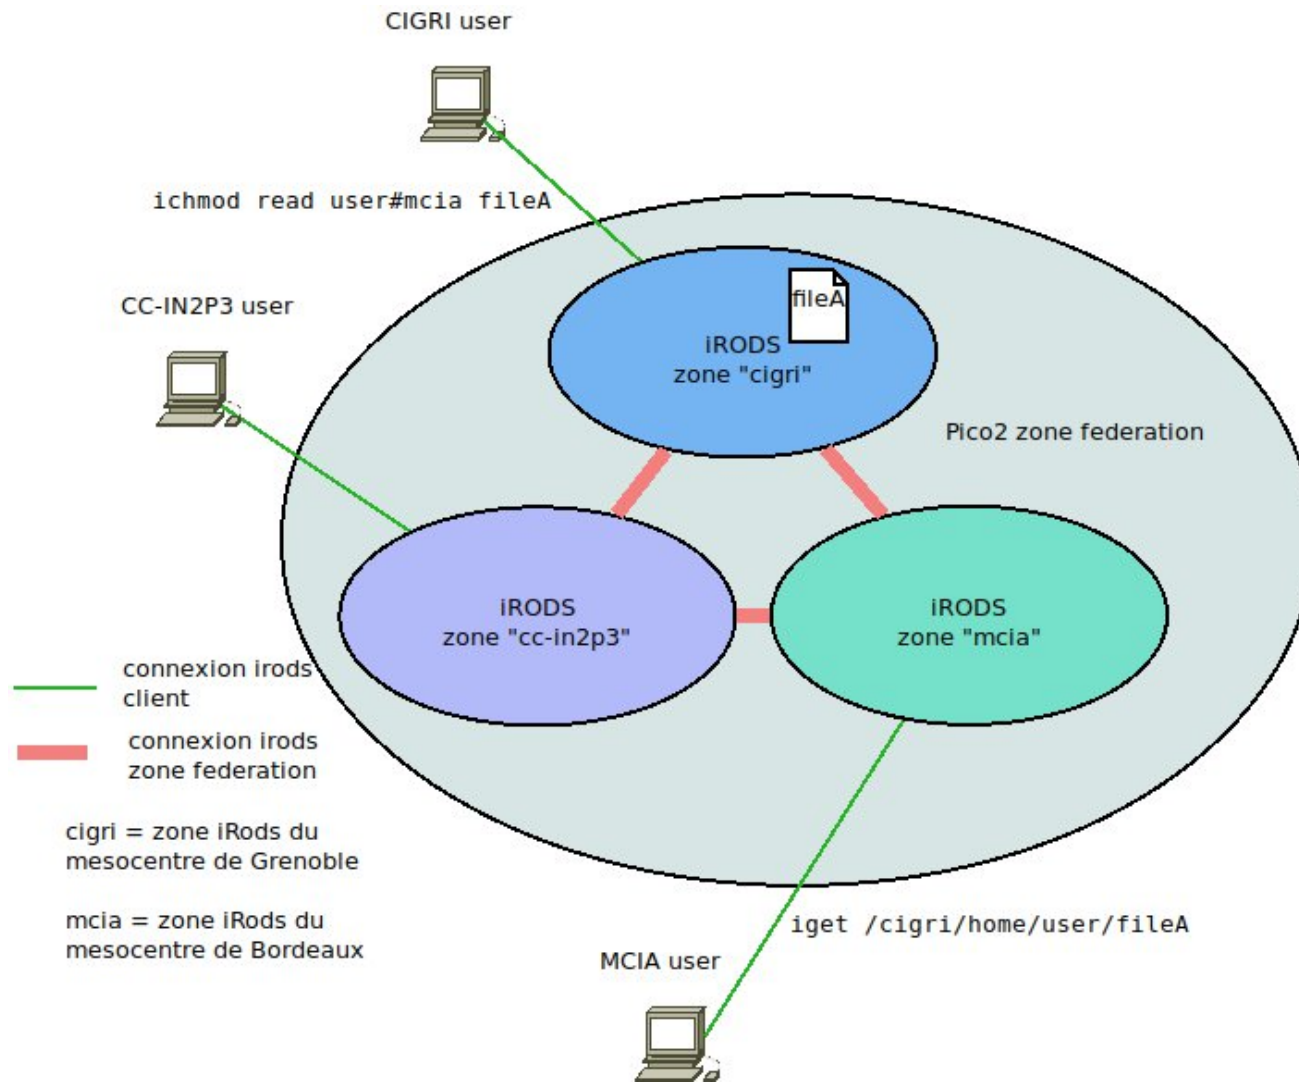 CIGRI user
ichmod read user#mcia fileA
CC-IN2P3 user
fileA
iRODS
zone "cigri"
Pico2 zone federation
iRODS
zone "cc-in2p3"
iRODS
zone "mcia"
connexion irods
client
connexion irods
zone federation
cigri = zone iRods du
mesocentre de Grenoble
mcia = zone iRods du
mesocentre de Bordeaux
iget /cigri/home/user/fileA
MCIA user